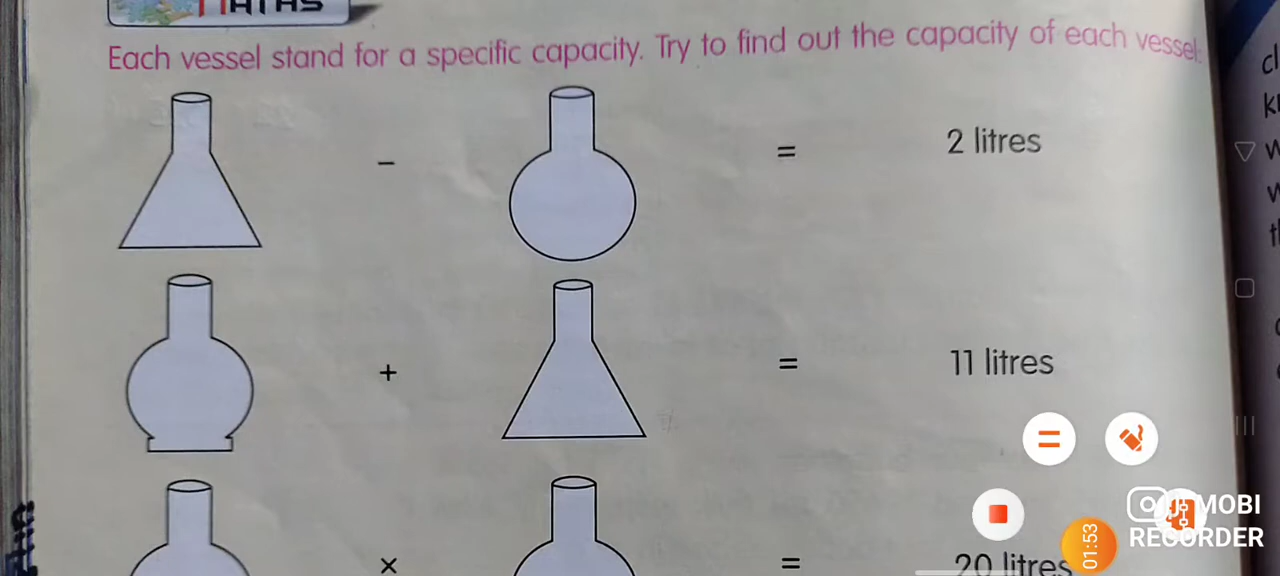 MATHS
Each vessel stand for a specific capacity. Try to find out the capacity of each vessel.
− = 2 litres
+ = 11 litres
× = 20 litres
01:53
MOBI
RECORDER